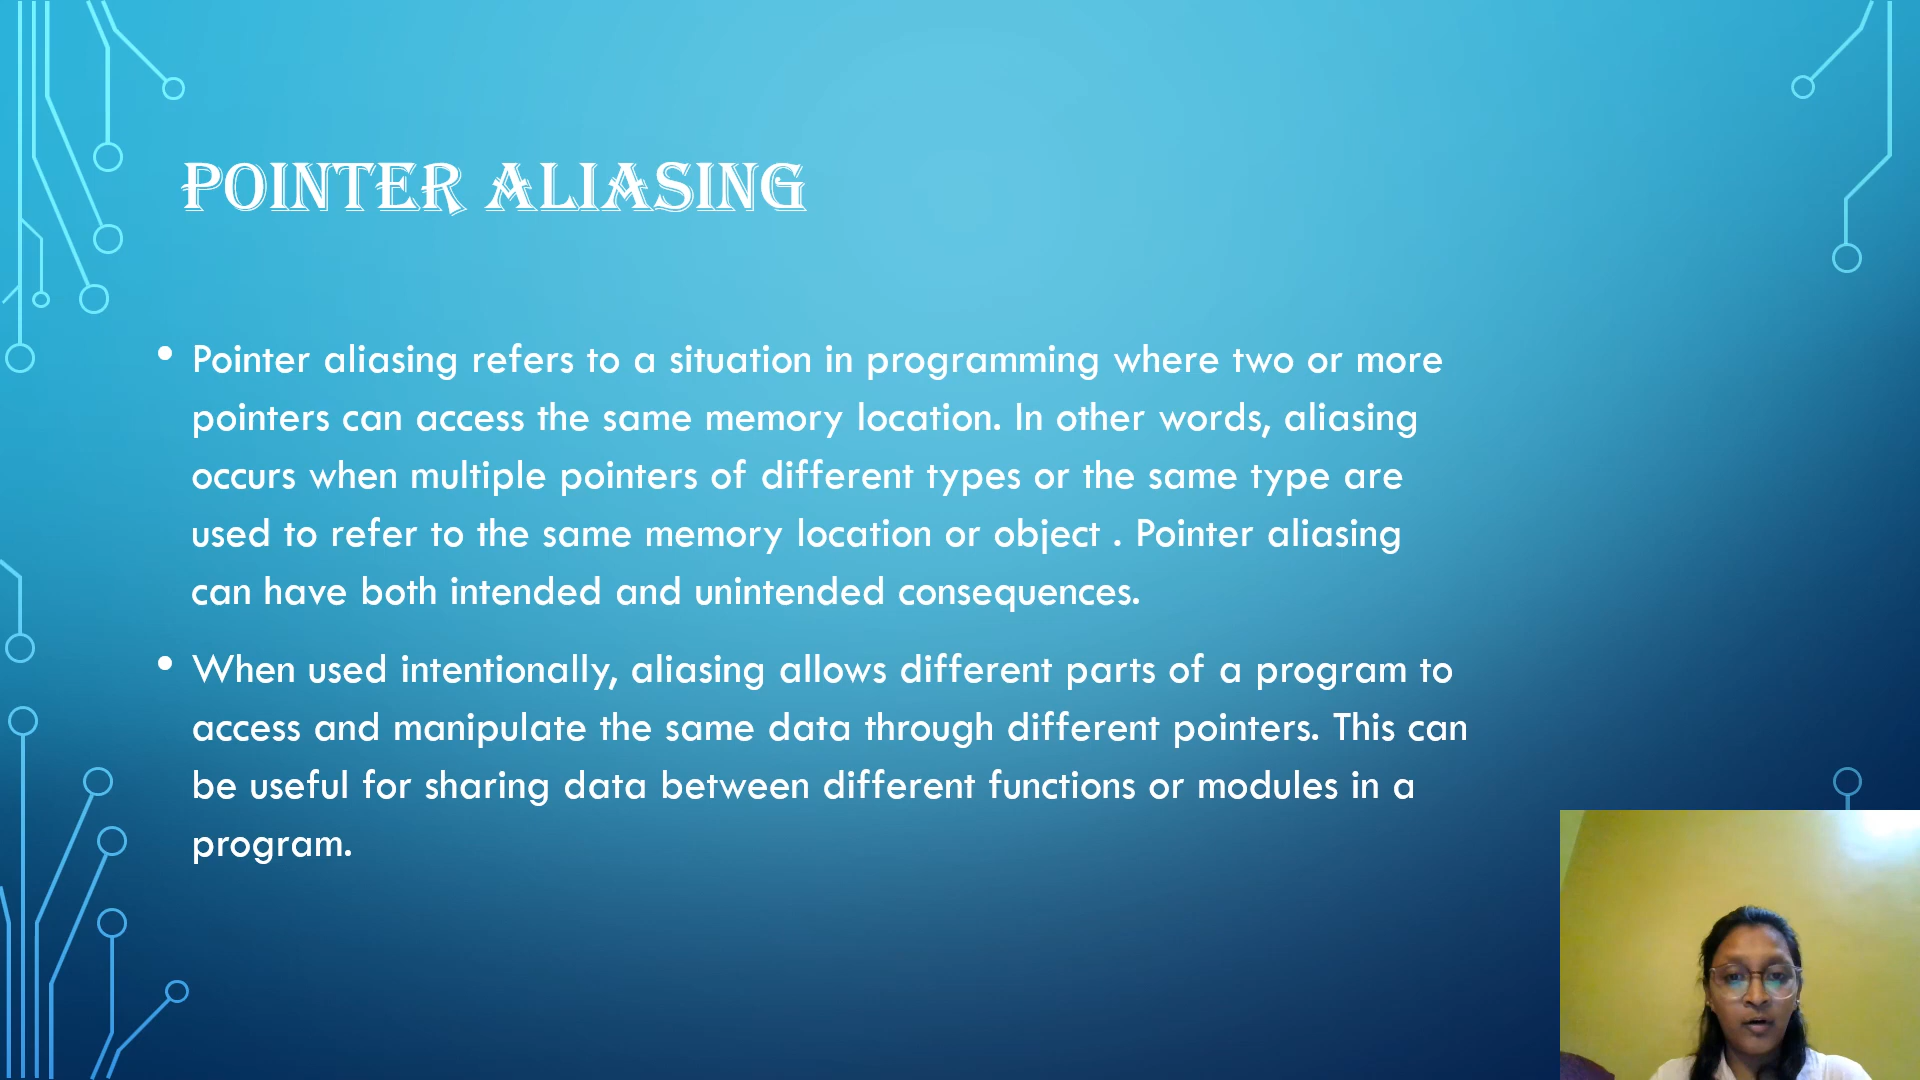 POINTER ALIASING
• Pointer aliasing refers to a situation in programming where two or more
pointers can access the same memory location. In other words, aliasing
occurs when multiple pointers of different types or the same type are
used to refer to the same memory location or object . Pointer aliasing
can have both intended and unintended consequences.
• When used intentionally, aliasing allows different parts of a program to
access and manipulate the same data through different pointers. This can
be useful for sharing data between different functions or modules in a
program.